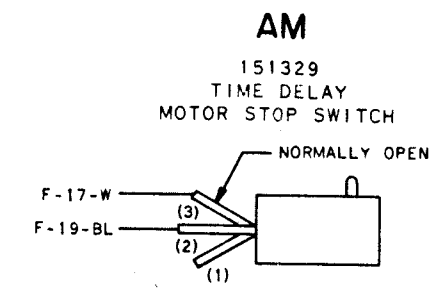 AM
151329
TIME DELAY
MOTOR STOP SWITCH
NORMALLY OPEN
F-17-W
(3)
F-19-BL
(2)
(1)